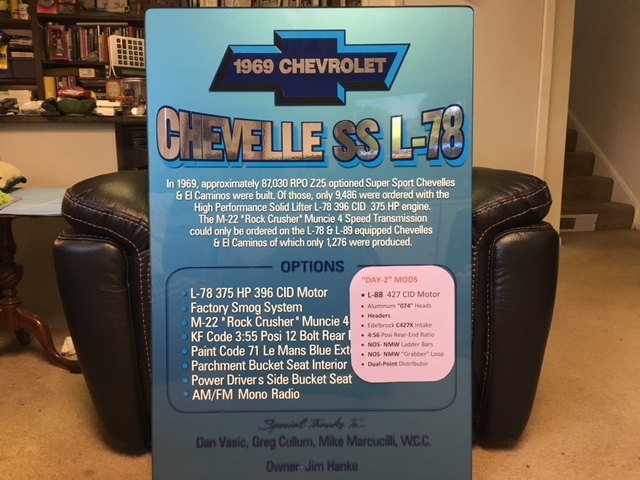 1969 CHEVROLET
CHEVELLE SS L-78
In 1969, approximately 87,030 RPO Z25 optioned Super Sport Chevelles
& El Caminos were built. Of those, only 9,486 were ordered with the
High Performance Solid Lifter L-78 396 CID 375 HP engine.
The M-22 "Rock Crusher" Muncie 4 Speed Transmission
could only be ordered on the L-78 & L-89 equipped Chevelles
& El Caminos of which only 1,276 were produced.
OPTIONS
• L-78 375 HP 396 CID Motor
• Factory Smog System
• M-22 "Rock Crusher" Muncie 4
• KF Code 3:55 Posi 12 Bolt Rear
• Paint Code 71 Le Mans Blue Ext
• Parchment Bucket Seat Interior
• Power Drivers Side Bucket Seat
• AM/FM Mono Radio
"DAY-2" MODS
• L-88 427 CID Motor
• Aluminum "074" Heads
• Headers
• Edelbrock C427X Intake
• 4:56 Posi Rear-End Ratio
• NOS- NMW Ladder Bars
• NOS- NMW "Grabber" Loop
• Dual-Point Distributor
Special Thanks to...
Dan Vasic, Greg Cullum, Mike Marcucilli, W.C.C.
Owner - Jim Hanke